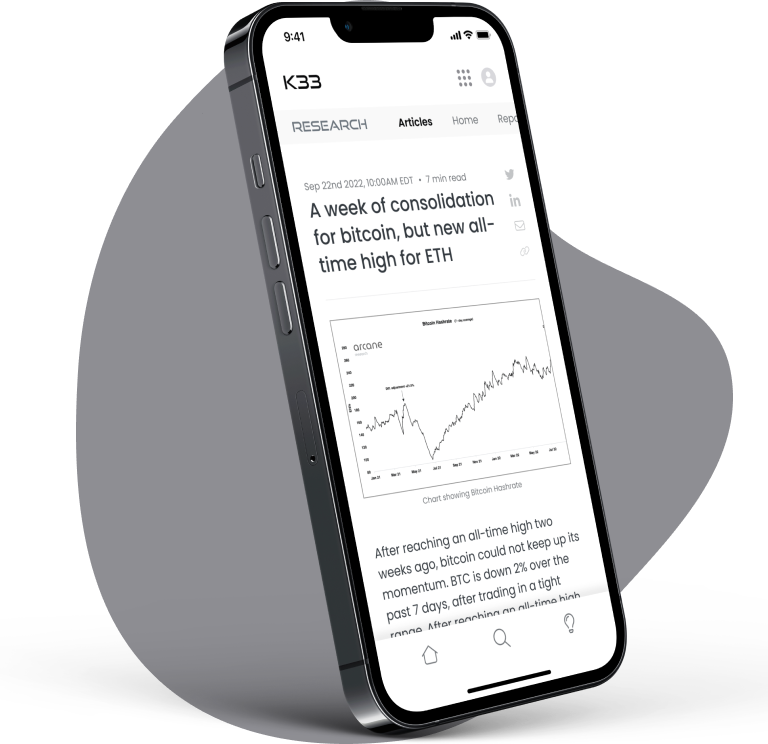 9:41
K33
RESEARCH Articles Home Repo
Sep 22nd 2022, 10:00AM EDT • 7 min read
A week of consolidation
for bitcoin, but new all-
time high for ETH
Bitcoin Hashrate
arcane
Chart showing Bitcoin Hashrate
After reaching an all-time high two
weeks ago, bitcoin could not keep up its
momentum. BTC is down 2% over the
past 7 days, after trading in a tight
range. After reaching an all-time high